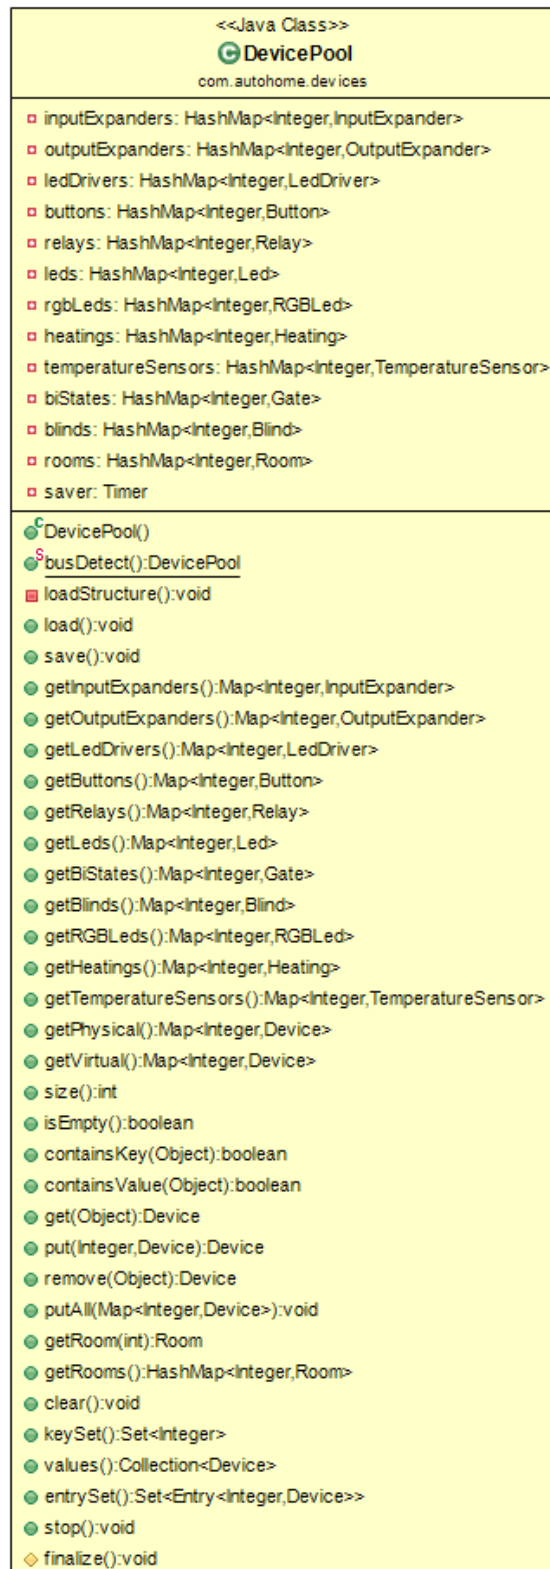 <<Java Class>>
DevicePool
com.autohome.devices
inputExpanders: HashMap<Integer,InputExpander>
outputExpanders: HashMap<Integer,OutputExpander>
ledDrivers: HashMap<Integer,LedDriver>
buttons: HashMap<Integer,Button>
relays: HashMap<Integer,Relay>
leds: HashMap<Integer,Led>
rgbLeds: HashMap<Integer,RGBLed>
heatings: HashMap<Integer,Heating>
temperatureSensors: HashMap<Integer,TemperatureSensor>
biStates: HashMap<Integer,Gate>
blinds: HashMap<Integer,Blind>
rooms: HashMap<Integer,Room>
saver: Timer
DevicePool()
busDetect():DevicePool
loadStructure():void
load():void
save():void
getInputExpanders():Map<Integer,InputExpander>
getOutputExpanders():Map<Integer,OutputExpander>
getLedDrivers():Map<Integer,LedDriver>
getButtons():Map<Integer,Button>
getRelays():Map<Integer,Relay>
getLeds():Map<Integer,Led>
getBiStates():Map<Integer,Gate>
getBlinds():Map<Integer,Blind>
getRGBLeds():Map<Integer,RGBLed>
getHeatings():Map<Integer,Heating>
getTemperatureSensors():Map<Integer,TemperatureSensor>
getPhysical():Map<Integer,Device>
getVirtual():Map<Integer,Device>
size():int
isEmpty():boolean
containsKey(Object):boolean
containsValue(Object):boolean
get(Object):Device
put(Integer,Device):Device
remove(Object):Device
putAll(Map<Integer,Device>):void
getRoom(int):Room
getRooms():HashMap<Integer,Room>
clear():void
keySet():Set<Integer>
values():Collection<Device>
entrySet():Set<Entry<Integer,Device>>
stop():void
finalize():void